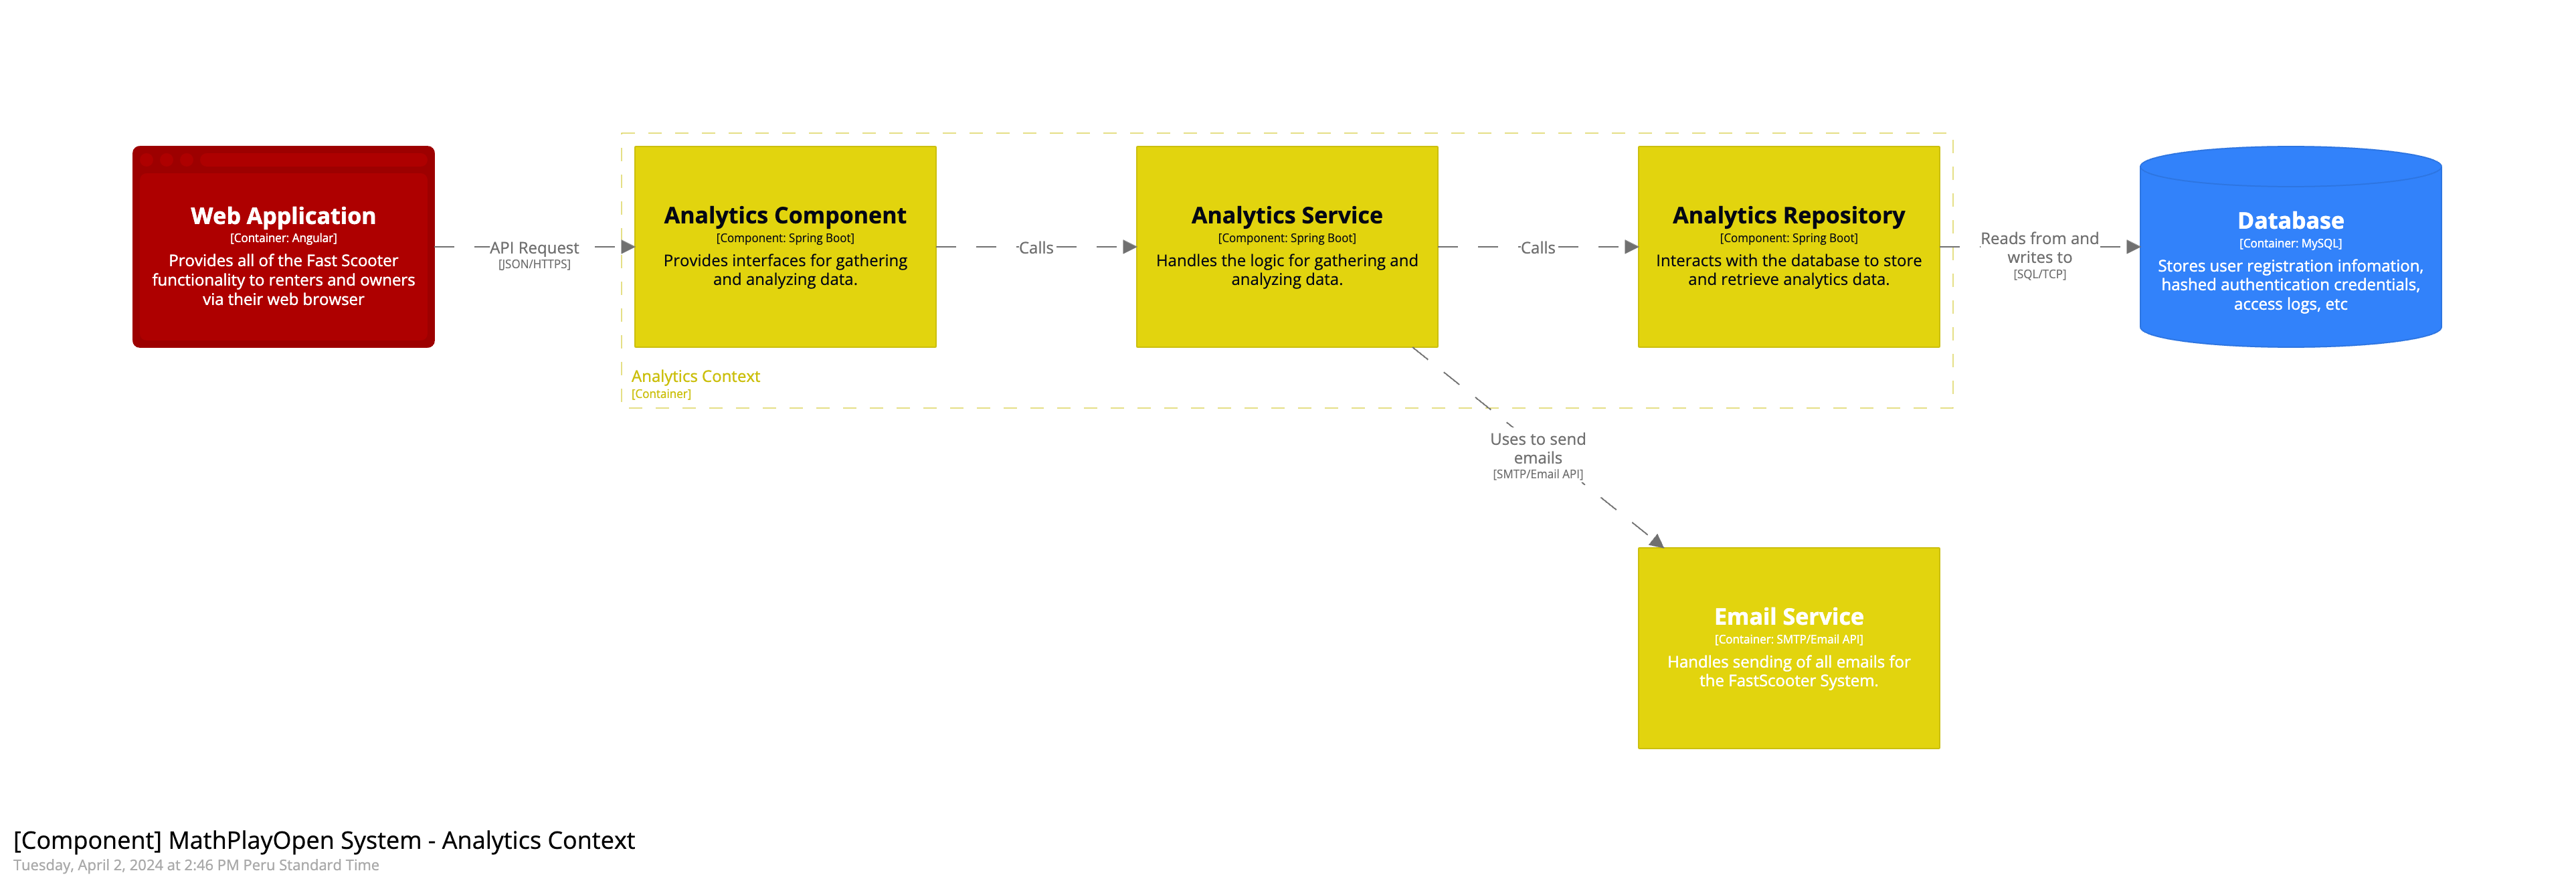 Web Application
[Container: Angular]
Provides all of the Fast Scooter
functionality to renters and owners
via their web browser
API Request
[JSON/HTTPS]
Analytics Component
[Component: Spring Boot]
Provides interfaces for gathering
and analyzing data.
Calls
Analytics Service
[Component: Spring Boot]
Handles the logic for gathering and
analyzing data.
Calls
Analytics Repository
[Component: Spring Boot]
Interacts with the database to store
and retrieve analytics data.
Reads from and
writes to
[SQL/TCP]
Database
[Container: MySQL]
Stores user registration infomation,
hashed authentication credentials,
access logs, etc
Analytics Context
[Container]
Uses to send
emails
[SMTP/Email API]
Email Service
[Container: SMTP/Email API]
Handles sending of all emails for
the FastScooter System.
[Component] MathPlayOpen System - Analytics Context
Tuesday, April 2, 2024 at 2:46 PM Peru Standard Time